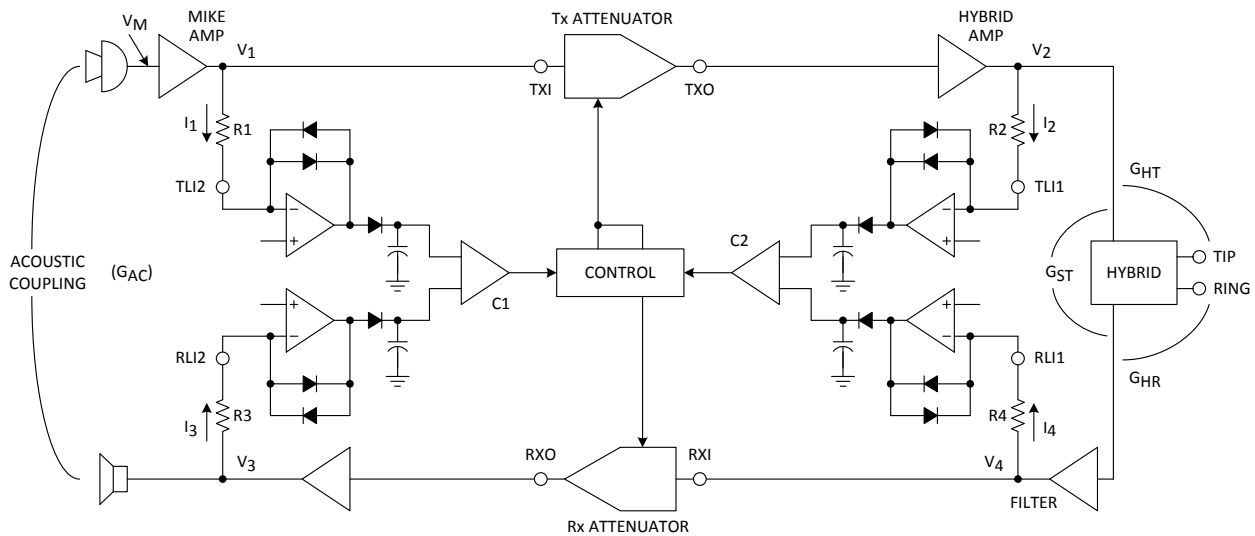 MIKE
AMP
Tx ATTENUATOR
HYBRID
AMP
VM
V1
V2
TXI
TXO
I1
R1
R2
I2
TLI2
TLI1
GHT
C2
ACOUSTIC
COUPLING
(GAC)
CONTROL
C1
GST
HYBRID
TIP
RING
RLI2
RLI1
GHR
I3
R3
R4
I4
V3
RXO
RXI
V4
FILTER
Rx ATTENUATOR